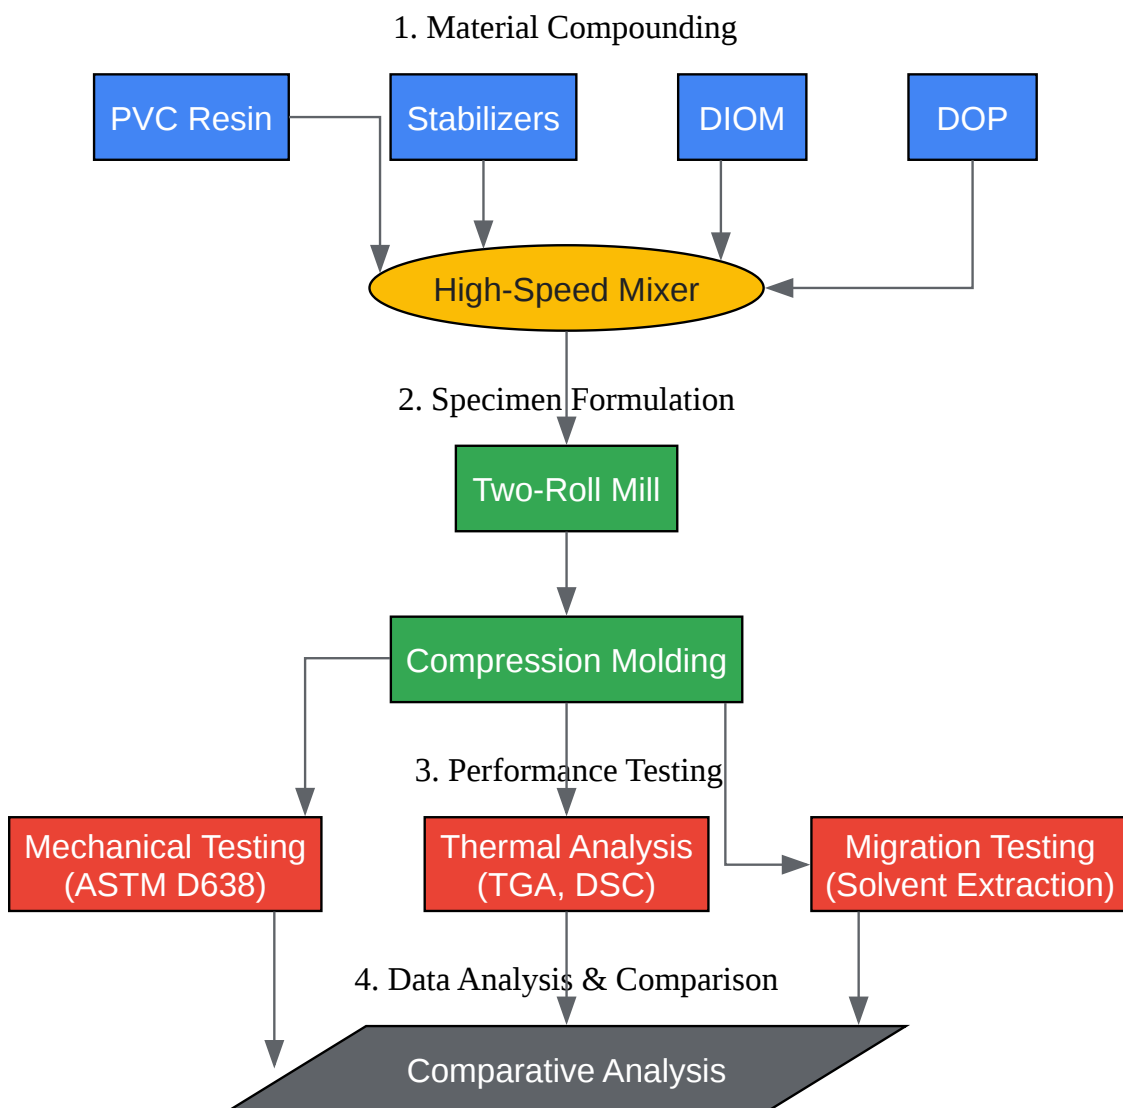 1. Material Compounding
PVC Resin
Stabilizers
DIOM
DOP
High-Speed Mixer
2. Specimen Formulation
Two-Roll Mill
Compression Molding
3. Performance Testing
Mechanical Testing
(ASTM D638)
Thermal Analysis
(TGA, DSC)
Migration Testing
(Solvent Extraction)
4. Data Analysis & Comparison
Comparative Analysis